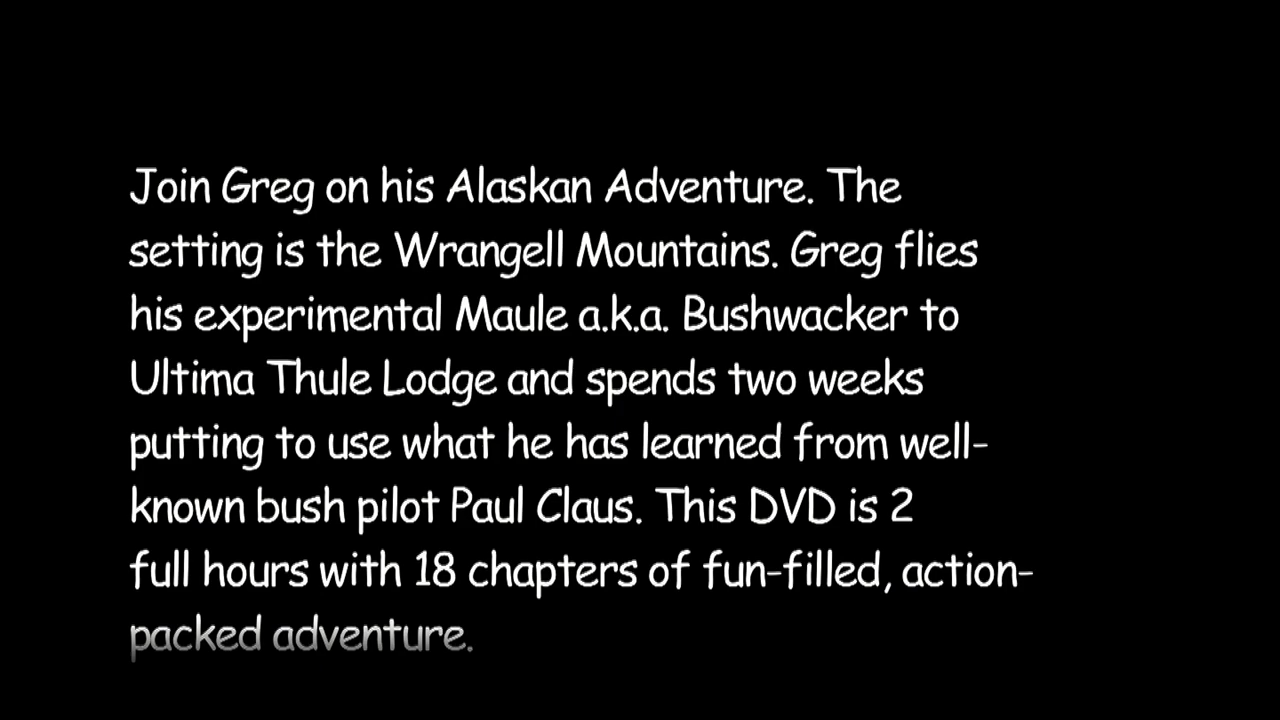 Join Greg on his Alaskan Adventure. The
setting is the Wrangell Mountains. Greg flies
his experimental Maule a.k.a. Bushwacker to
Ultima Thule Lodge and spends two weeks
putting to use what he has learned from well-
known bush pilot Paul Claus. This DVD is 2
full hours with 18 chapters of fun-filled, action-
packed adventure.